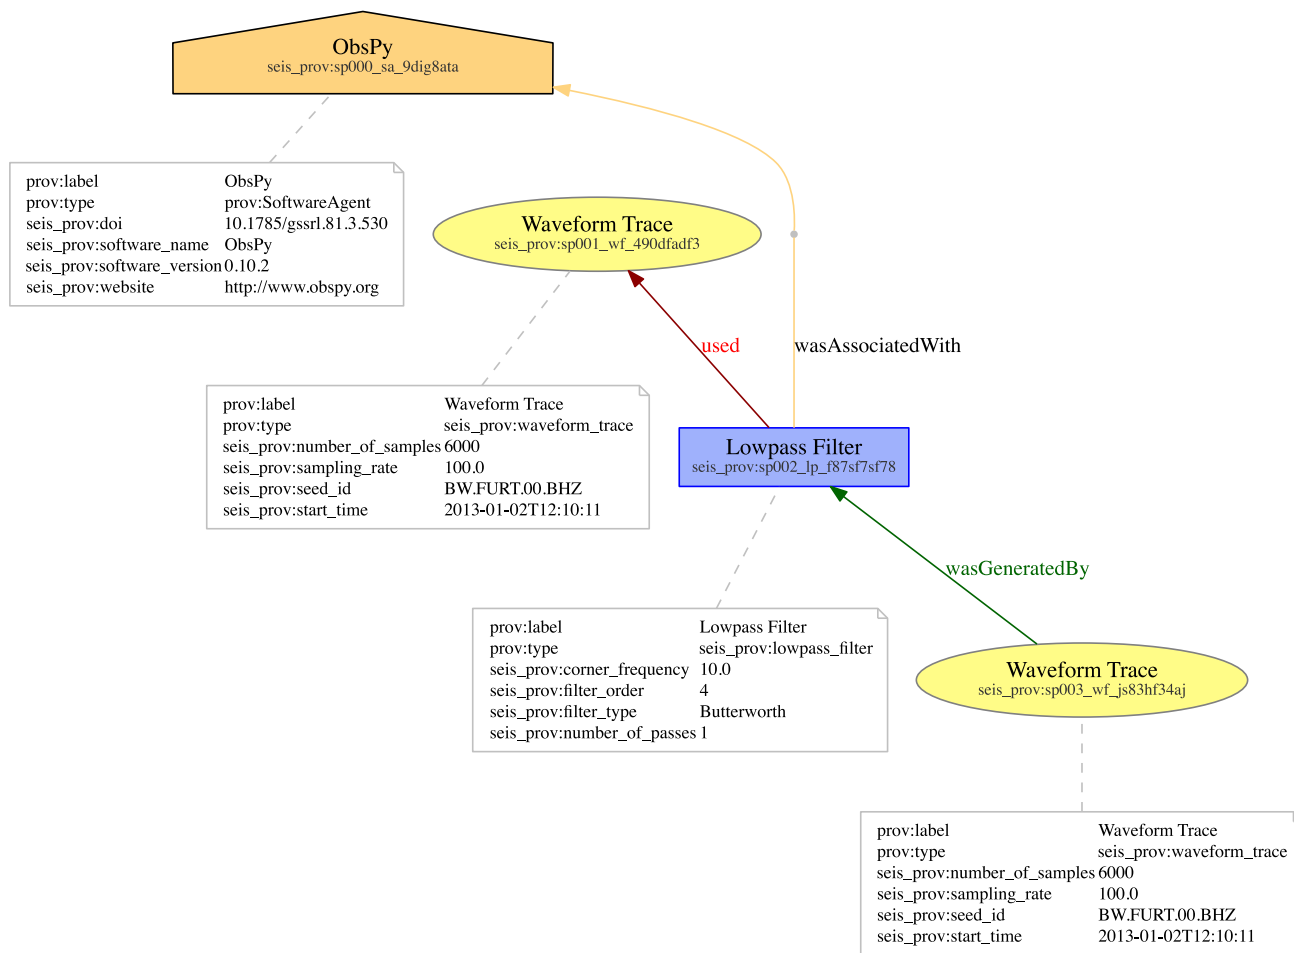 ObsPy
seis_prov:sp000_sa_9dig8ata
prov:label ObsPy
prov:type prov:SoftwareAgent
seis_prov:doi 10.1785/gssrl.81.3.530
seis_prov:software_name ObsPy
seis_prov:software_version 0.10.2
seis_prov:website http://www.obspy.org
Waveform Trace
seis_prov:sp001_wf_490dfadf3
used
wasAssociatedWith
prov:label Waveform Trace
prov:type seis_prov:waveform_trace
seis_prov:number_of_samples 6000
seis_prov:sampling_rate 100.0
seis_prov:seed_id BW.FURT.00.BHZ
seis_prov:start_time 2013-01-02T12:10:11
Lowpass Filter
seis_prov:sp002_lp_f87sf7sf78
wasGeneratedBy
prov:label Lowpass Filter
prov:type seis_prov:lowpass_filter
seis_prov:corner_frequency 10.0
seis_prov:filter_order 4
seis_prov:filter_type Butterworth
seis_prov:number_of_passes 1
Waveform Trace
seis_prov:sp003_wf_js83hf34aj
prov:label Waveform Trace
prov:type seis_prov:waveform_trace
seis_prov:number_of_samples 6000
seis_prov:sampling_rate 100.0
seis_prov:seed_id BW.FURT.00.BHZ
seis_prov:start_time 2013-01-02T12:10:11